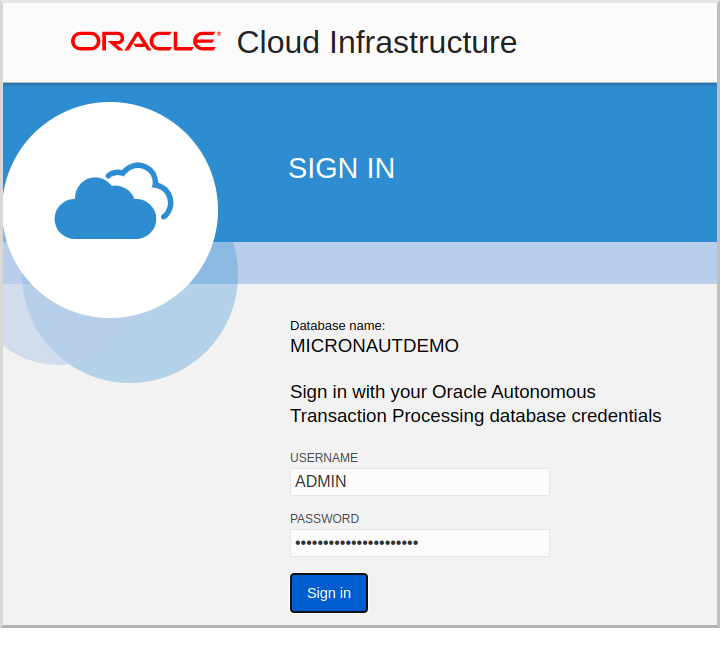 ORACLE® Cloud Infrastructure
SIGN IN
Database name:
MICRONAUTDEMO
Sign in with your Oracle Autonomous
Transaction Processing database credentials
USERNAME
ADMIN
PASSWORD
••••••••••••••••••••••
Sign in